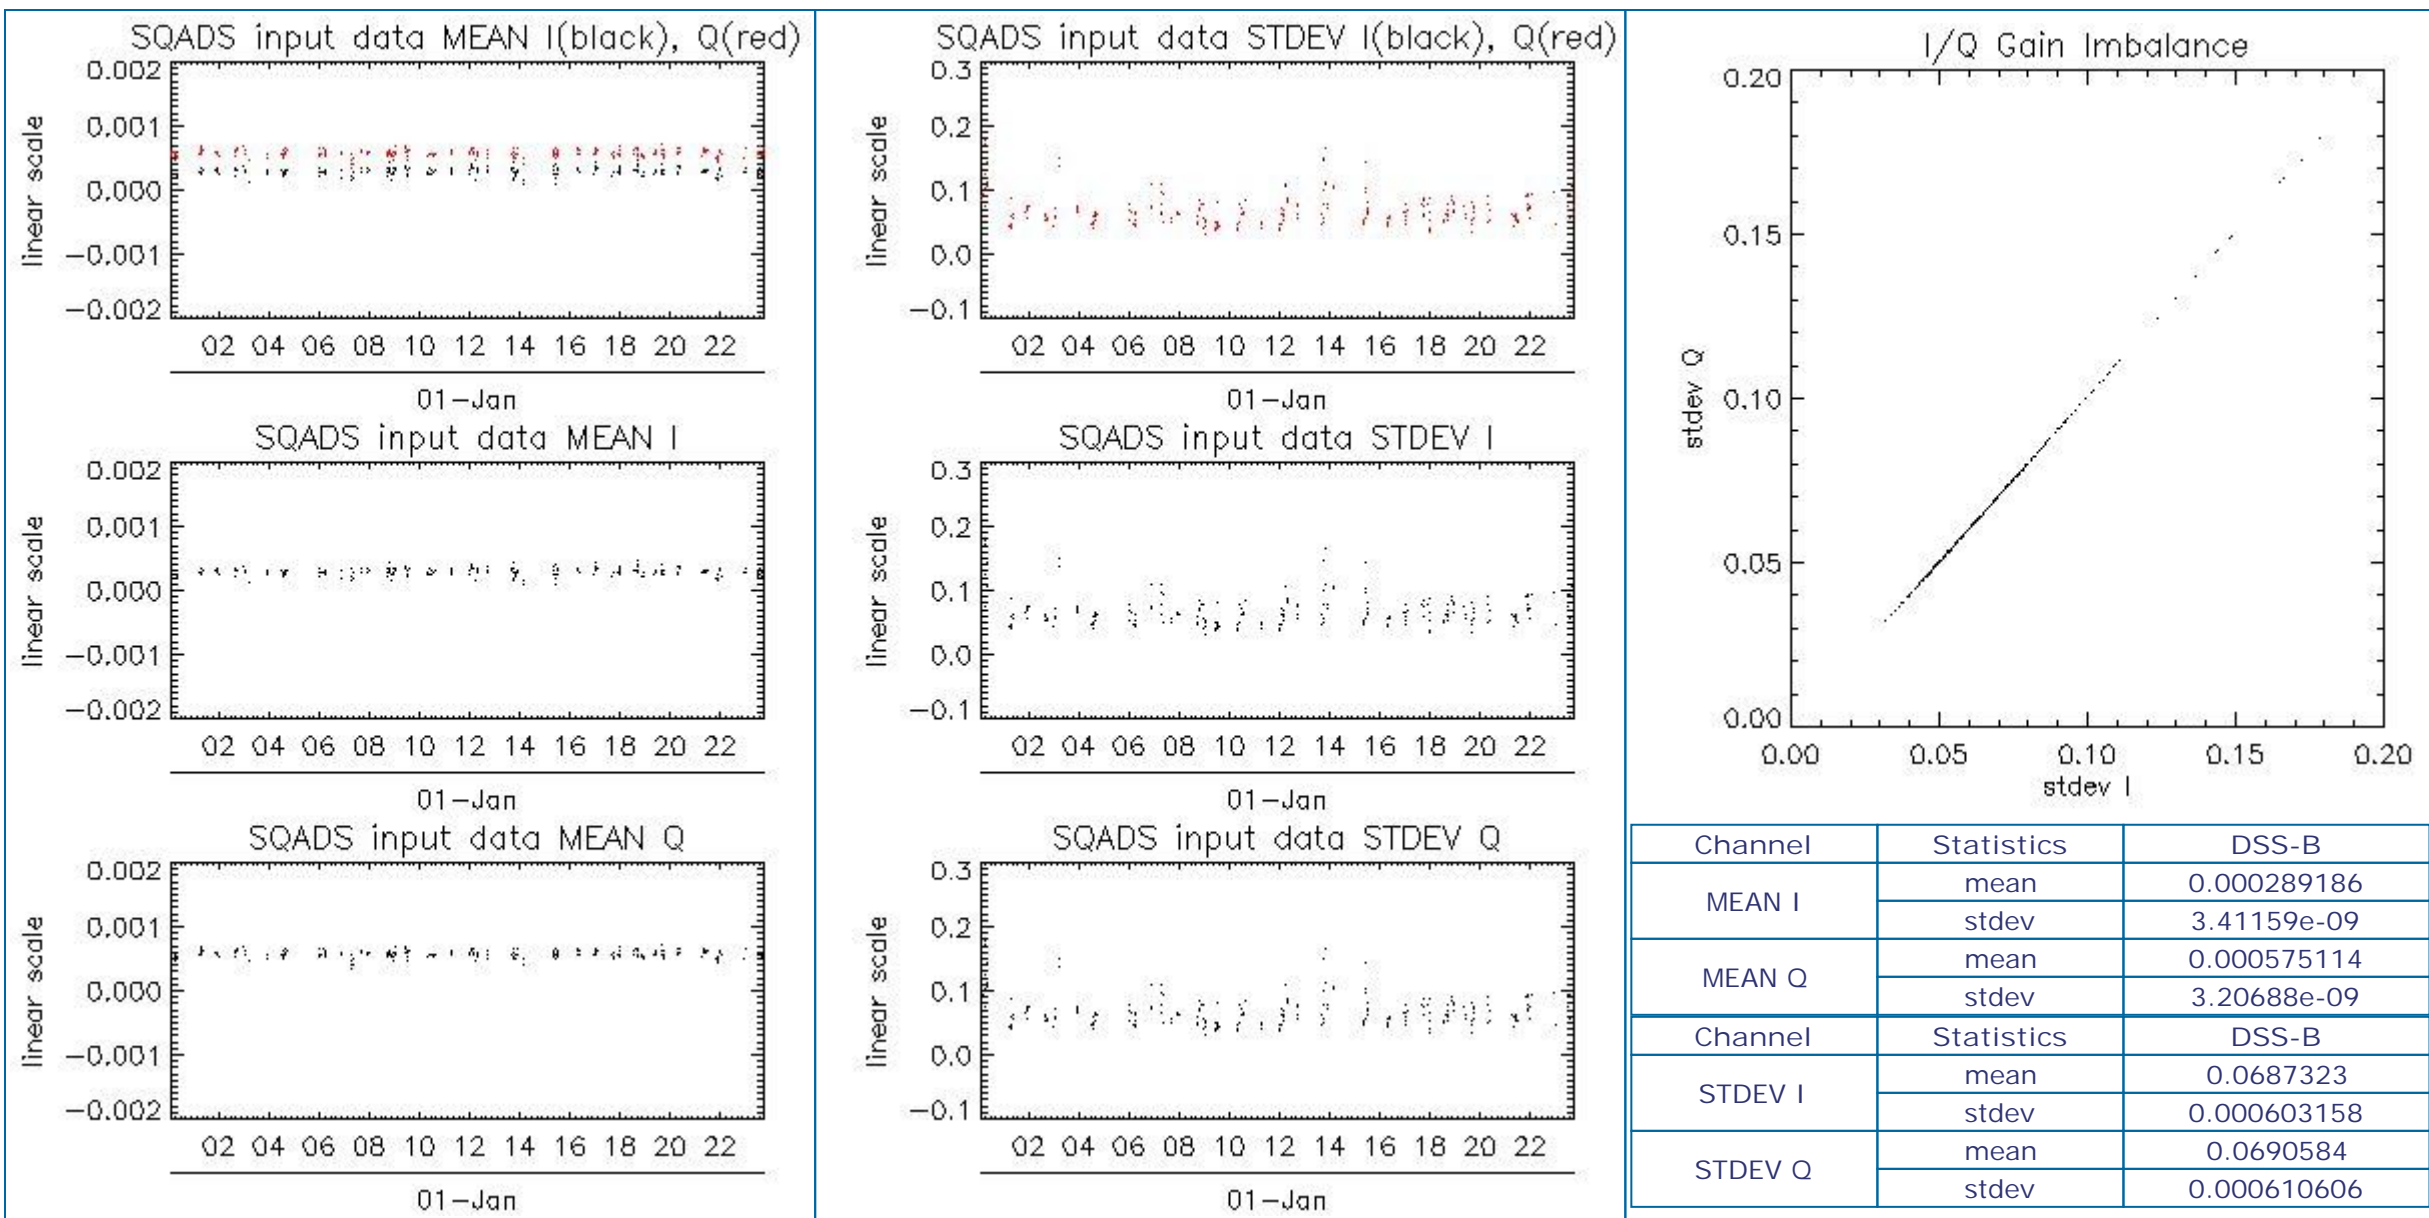 SQADS input data MEAN I(black), Q(red)
linear scale
0.002
0.001
0.000
−0.001
−0.002
02 04 06 08 10 12 14 16 18 20 22
01−Jan
SQADS input data MEAN I
linear scale
0.002
0.001
0.000
−0.001
−0.002
02 04 06 08 10 12 14 16 18 20 22
01−Jan
SQADS input data MEAN Q
linear scale
0.002
0.001
0.000
−0.001
−0.002
02 04 06 08 10 12 14 16 18 20 22
01−Jan
SQADS input data STDEV I(black), Q(red)
linear scale
0.3
0.2
0.1
0.0
−0.1
02 04 06 08 10 12 14 16 18 20 22
01−Jan
SQADS input data STDEV I
linear scale
0.3
0.2
0.1
0.0
−0.1
02 04 06 08 10 12 14 16 18 20 22
01−Jan
SQADS input data STDEV Q
linear scale
0.3
0.2
0.1
0.0
−0.1
02 04 06 08 10 12 14 16 18 20 22
01−Jan
I/Q Gain Imbalance
stdev Q
0.20
0.15
0.10
0.05
0.00
0.00 0.05 0.10 0.15 0.20
stdev I
Channel Statistics DSS-B
MEAN I mean 0.000289186
stdev 3.41159e-09
MEAN Q mean 0.000575114
stdev 3.20688e-09
Channel Statistics DSS-B
STDEV I mean 0.0687323
stdev 0.000603158
STDEV Q mean 0.0690584
stdev 0.000610606